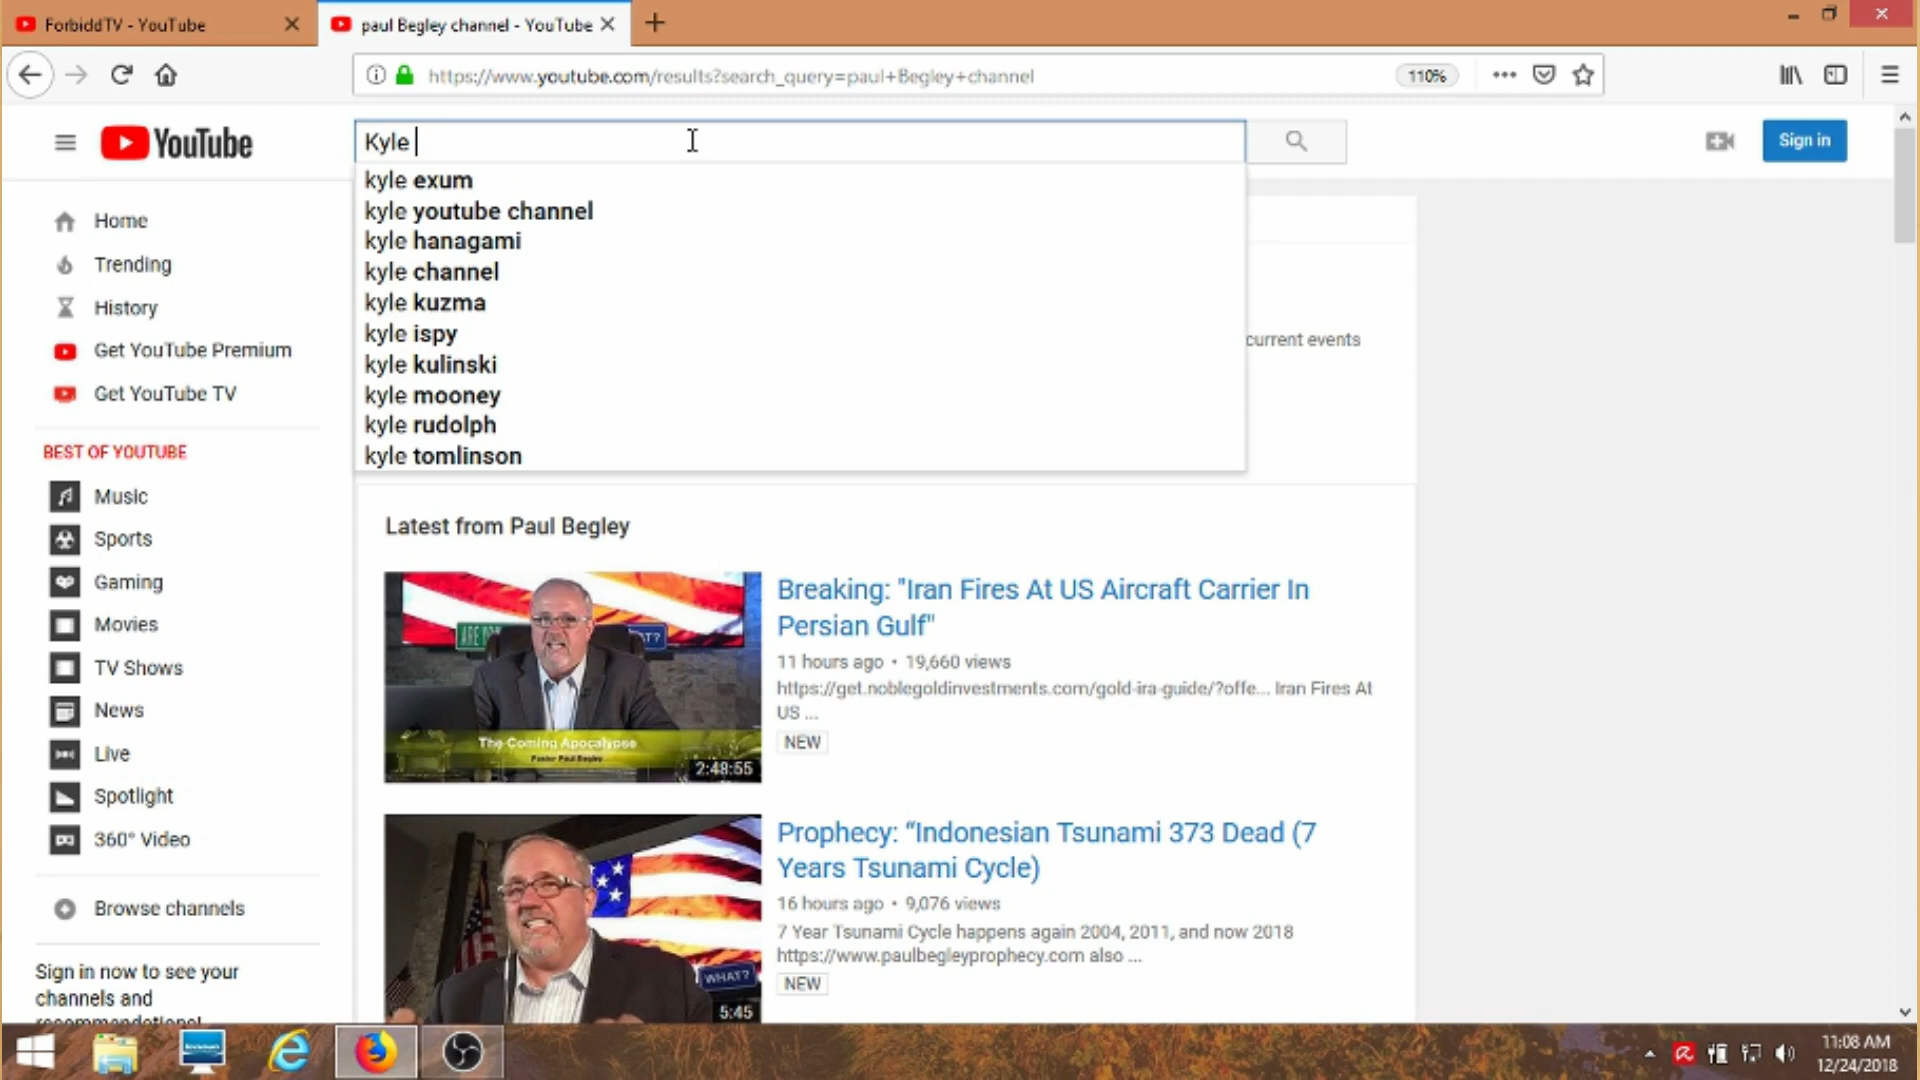 ForbiddTV - YouTube
paul Begley channel - YouTube
https://www.youtube.com/results?search_query=paul+Begley+channel
110%
YouTube
Kyle
Sign in
kyle exum
kyle youtube channel
kyle hanagami
kyle channel
kyle kuzma
kyle ispy
kyle kulinski
kyle mooney
kyle rudolph
kyle tomlinson
current events
Home
Trending
History
Get YouTube Premium
Get YouTube TV
BEST OF YOUTUBE
Music
Sports
Gaming
Movies
TV Shows
News
Live
Spotlight
360° Video
Browse channels
Sign in now to see your
channels and
recommendations!
Latest from Paul Begley
Breaking: "Iran Fires At US Aircraft Carrier In
Persian Gulf"
11 hours ago • 19,660 views
https://get.noblegoldinvestments.com/gold-ira-guide/?offe... Iran Fires At
US ...
NEW
The Coming Apocalypse
Pastor Paul Begley
2:48:55
Prophecy: “Indonesian Tsunami 373 Dead (7
Years Tsunami Cycle)
16 hours ago • 9,076 views
7 Year Tsunami Cycle happens again 2004, 2011, and now 2018
https://www.paulbegleyprophecy.com also ...
NEW
WHAT?
5:45
11:08 AM
12/24/2018